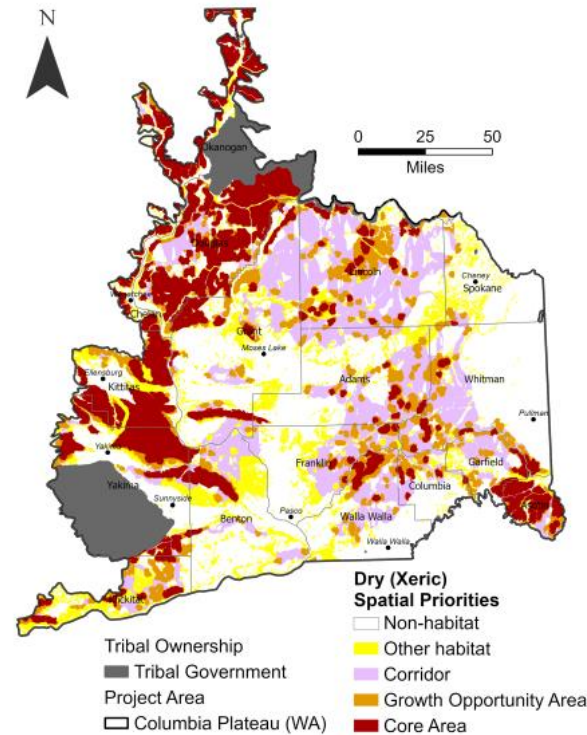 N
Okanogan
0 25 50
Miles
Douglas
Lincoln
Cheney
Spokane
Wenatchee
Chelan
Grant
Moses Lake
Ellensburg
Kittitas
Adams
Whitman
Pullman
Yakima
Franklin
Garfield
Yakima
Columbia
Asotin
Sunnyside
Benton
Pasco
Walla Walla
Walla Walla
Klickitat
Dry (Xeric)
Spatial Priorities
Non-habitat
Tribal Ownership
Other habitat
Tribal Government
Corridor
Project Area
Growth Opportunity Area
Columbia Plateau (WA)
Core Area